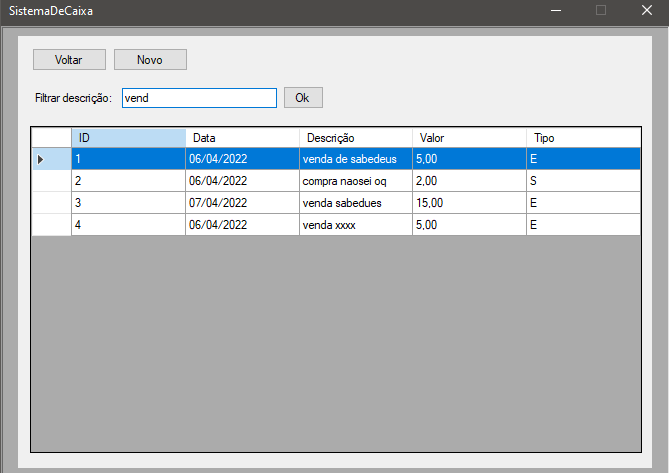 SistemaDeCaixa
Voltar Novo
Filtrar descrição: vend Ok
ID Data Descrição Valor Tipo
1 06/04/2022 venda de sabedeus 5,00 E
2 06/04/2022 compra naosei oq 2,00 S
3 07/04/2022 venda sabedues 15,00 E
4 06/04/2022 venda xxxx 5,00 E